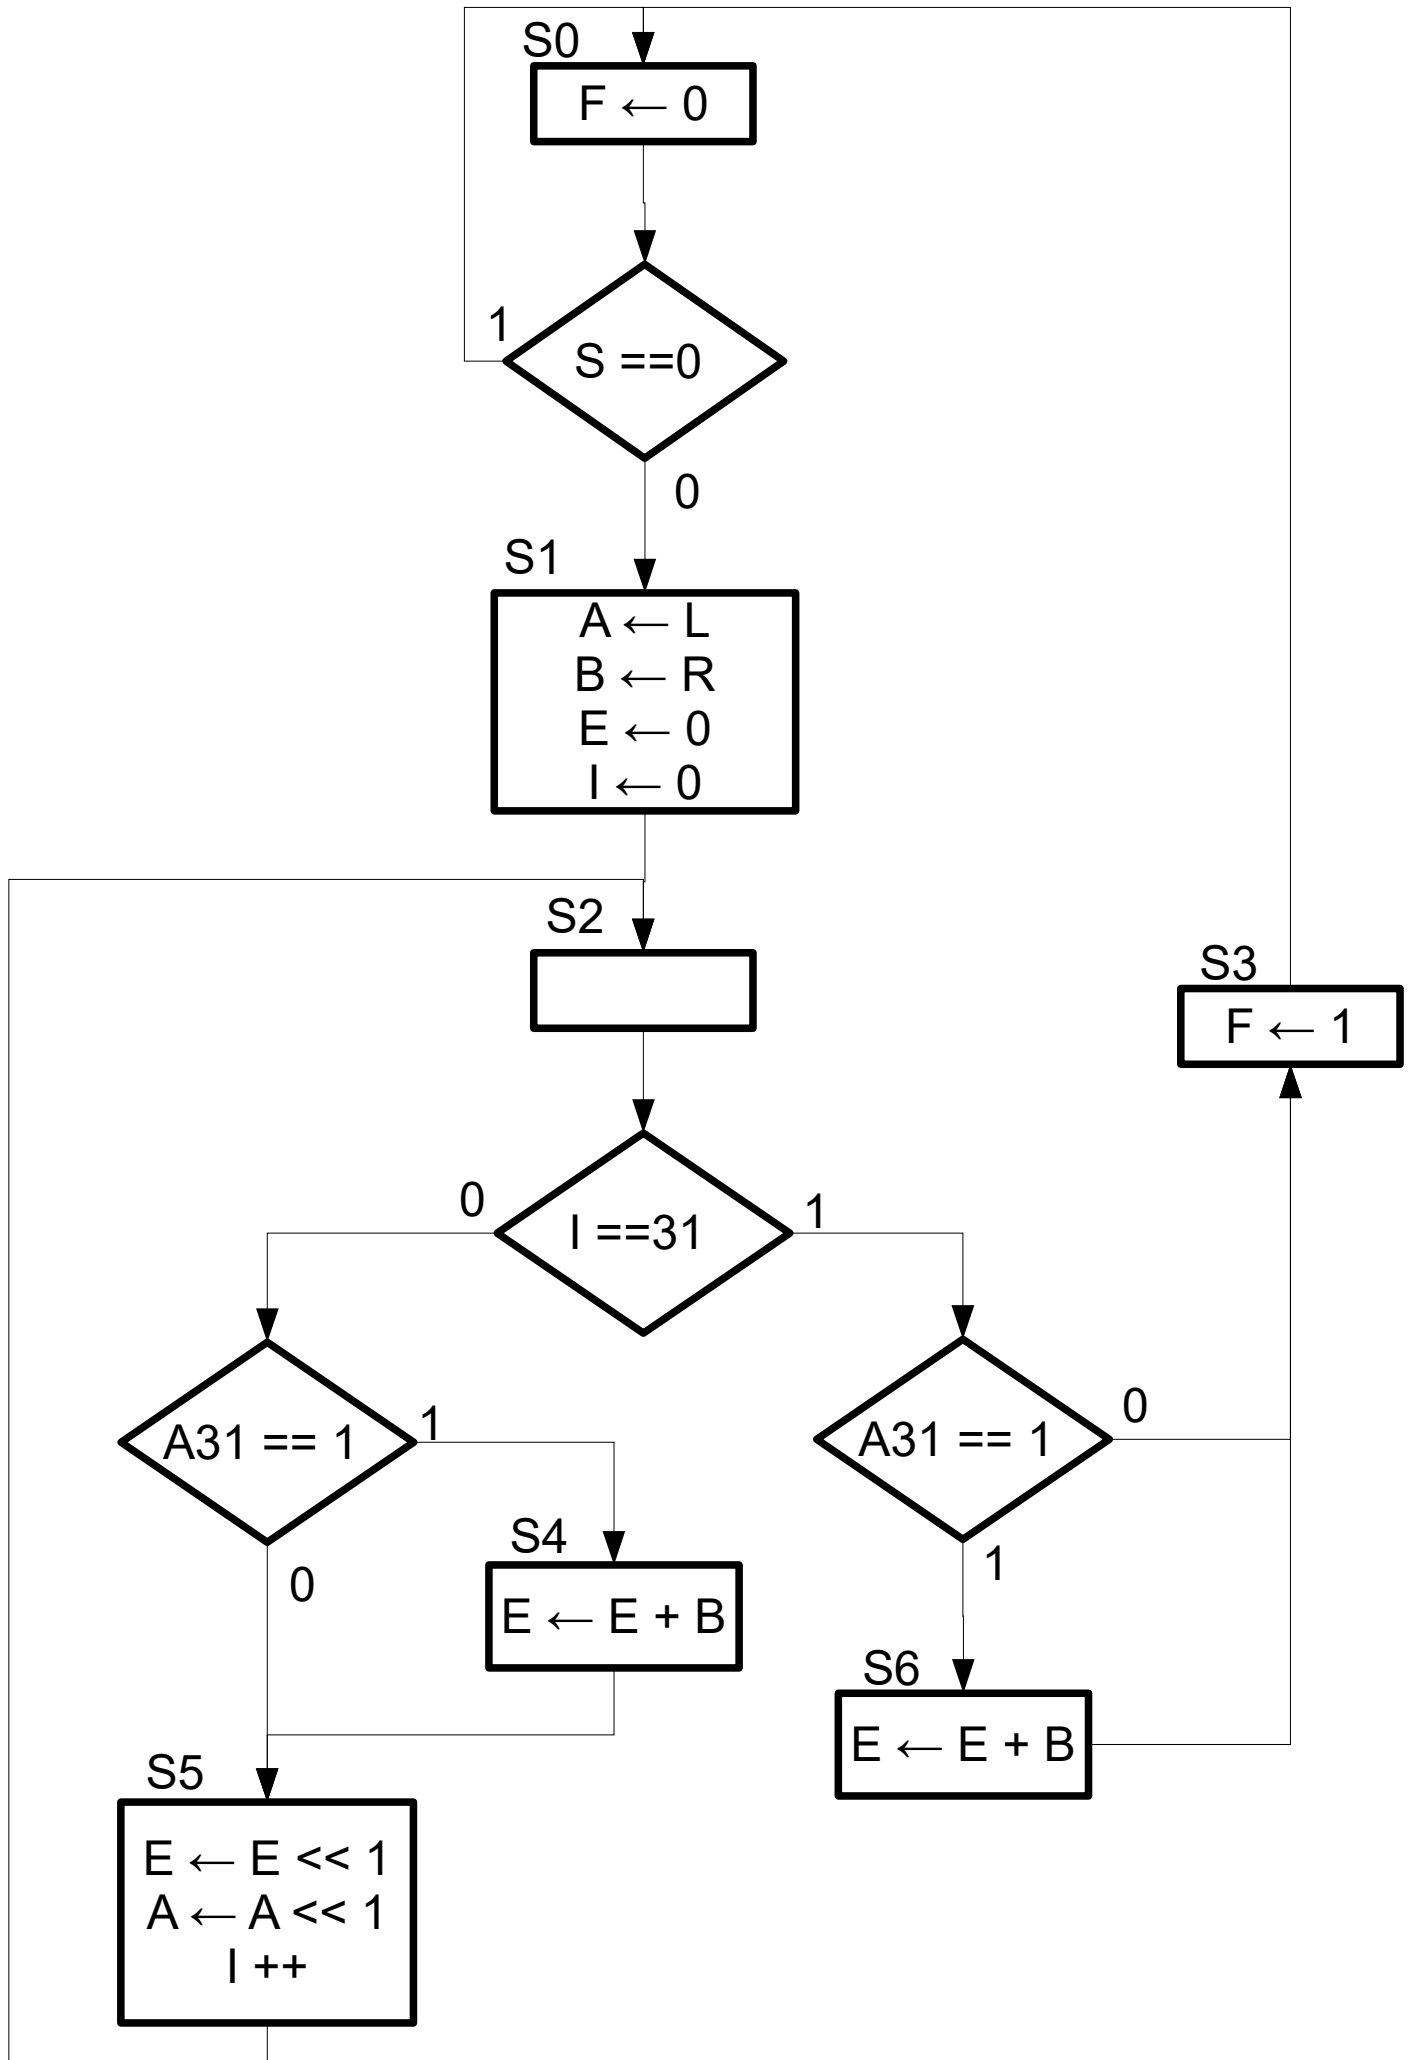 S0
F ← 0
1
S ==0
0
S1
A ← L
B ← R
E ← 0
I ← 0
S2
S3
F ← 1
0
I ==31
1
A31 == 1
1
0
A31 == 1
0
1
S4
E ← E + B
S6
E ← E + B
S5
E ← E << 1
A ← A << 1
I ++